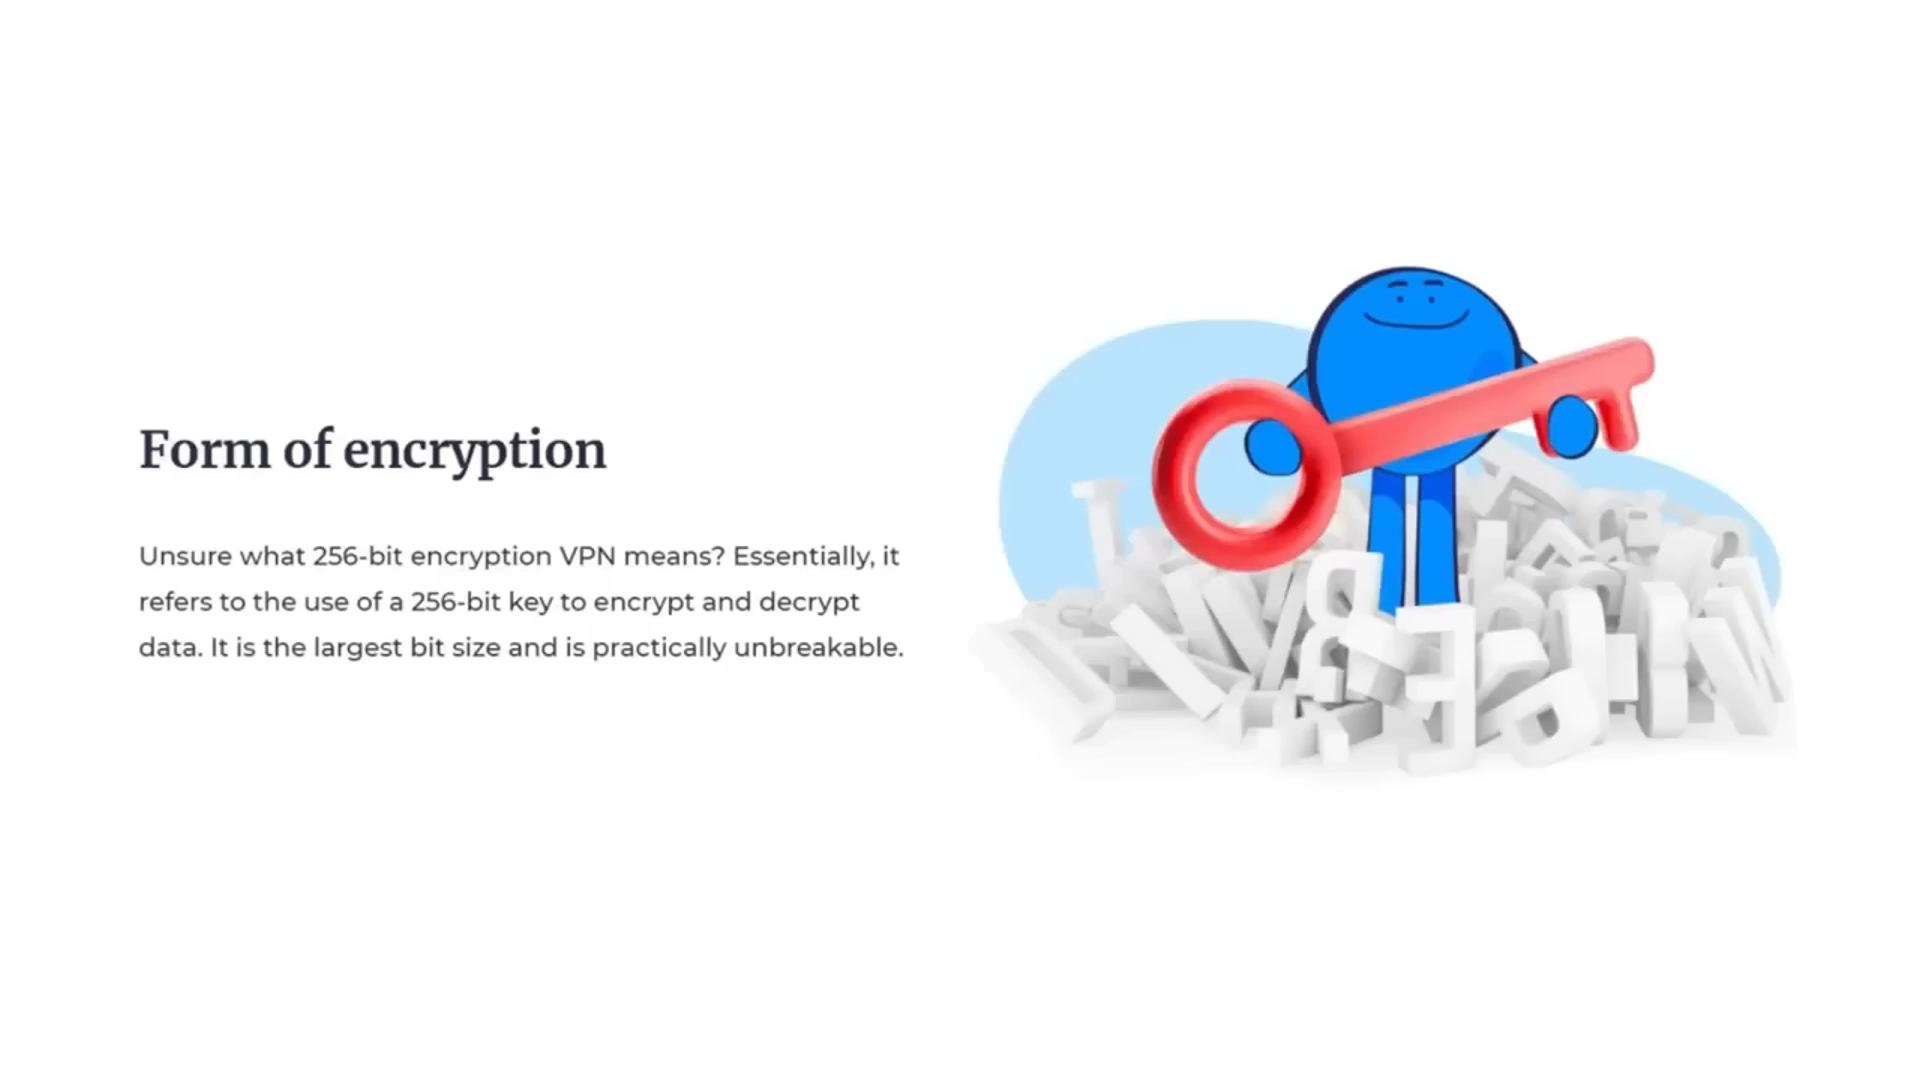 Form of encryption
Unsure what 256-bit encryption VPN means? Essentially, it
refers to the use of a 256-bit key to encrypt and decrypt
data. It is the largest bit size and is practically unbreakable.